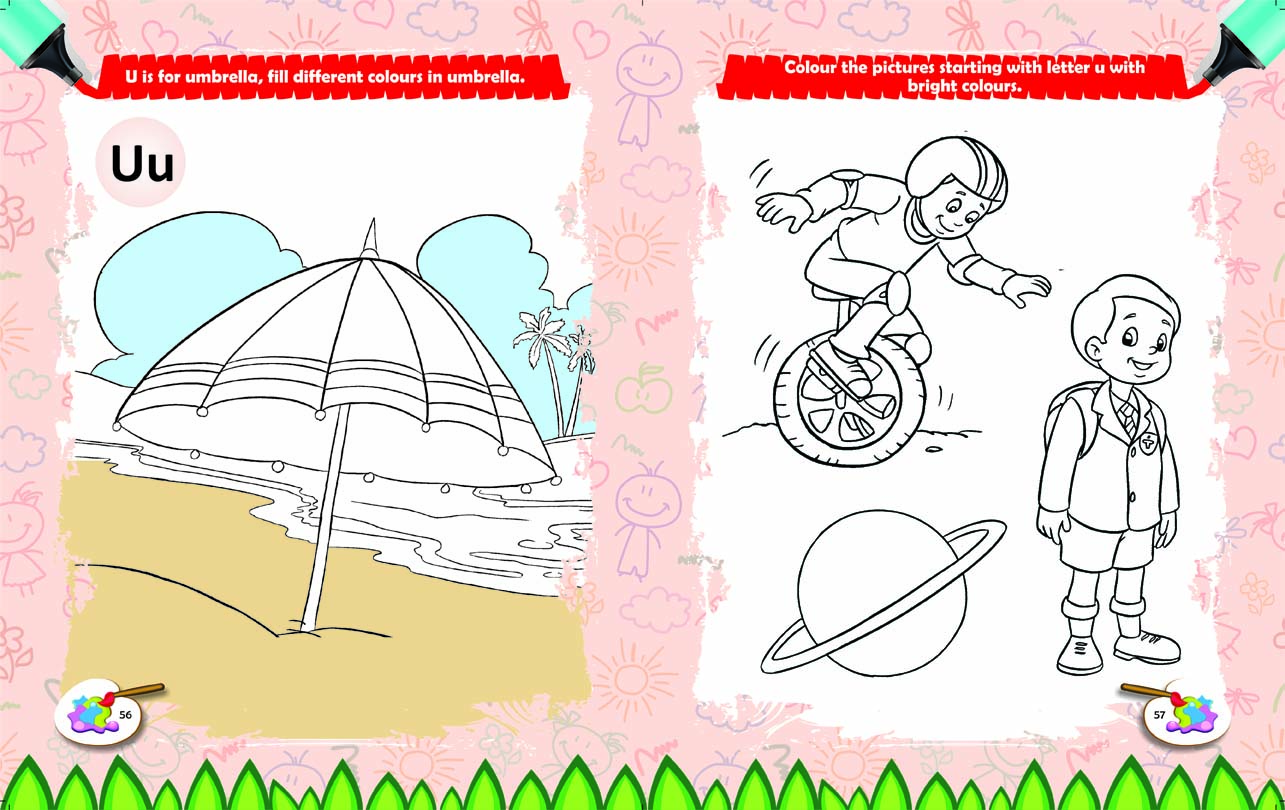 U is for umbrella, fill different colours in umbrella.
Uu
56
Colour the pictures starting with letter u with
bright colours.
57